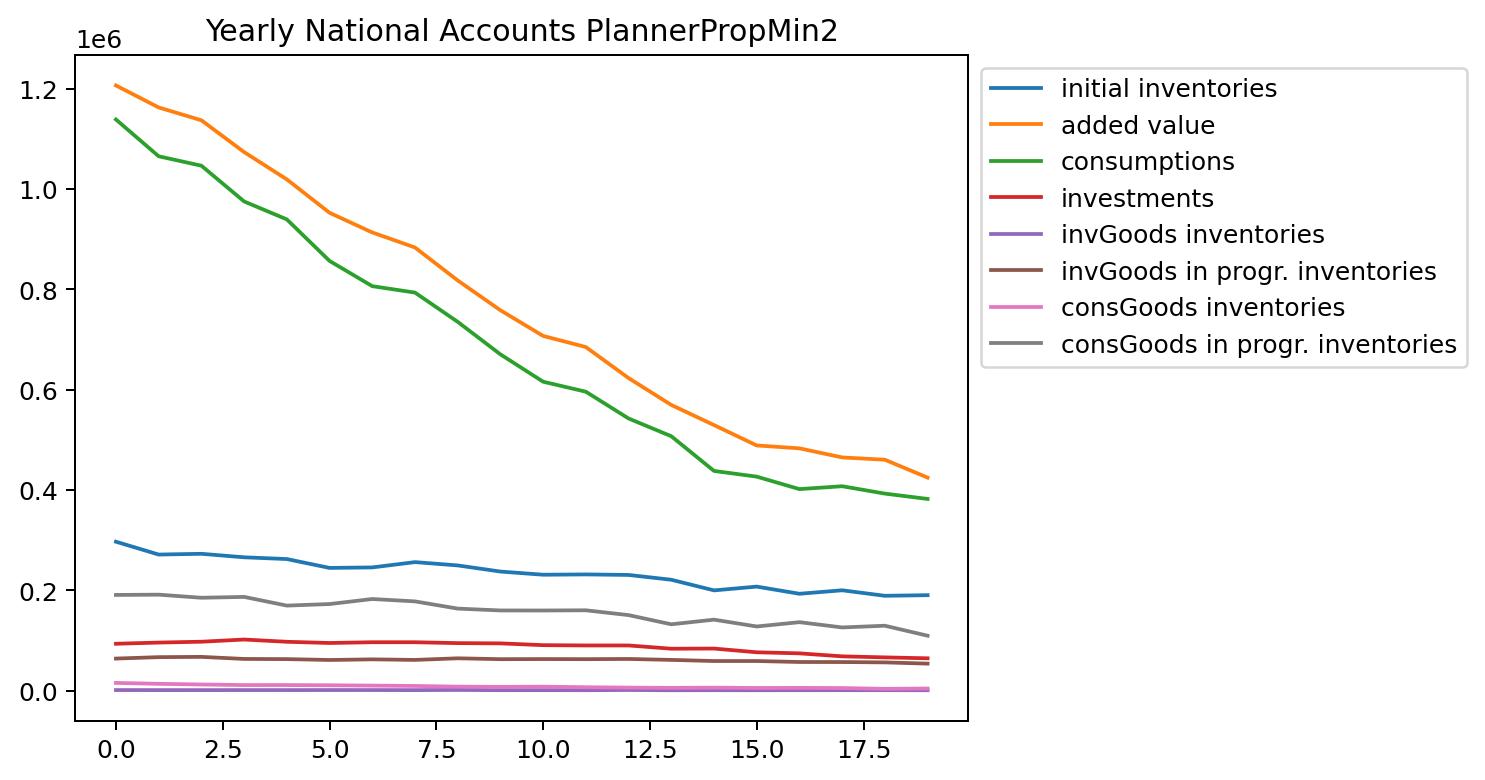 Yearly National Accounts PlannerPropMin2
1e6
1.2
1.0
0.8
0.6
0.4
0.2
0.0
0.0 2.5 5.0 7.5 10.0 12.5 15.0 17.5
initial inventories
added value
consumptions
investments
invGoods inventories
invGoods in progr. inventories
consGoods inventories
consGoods in progr. inventories